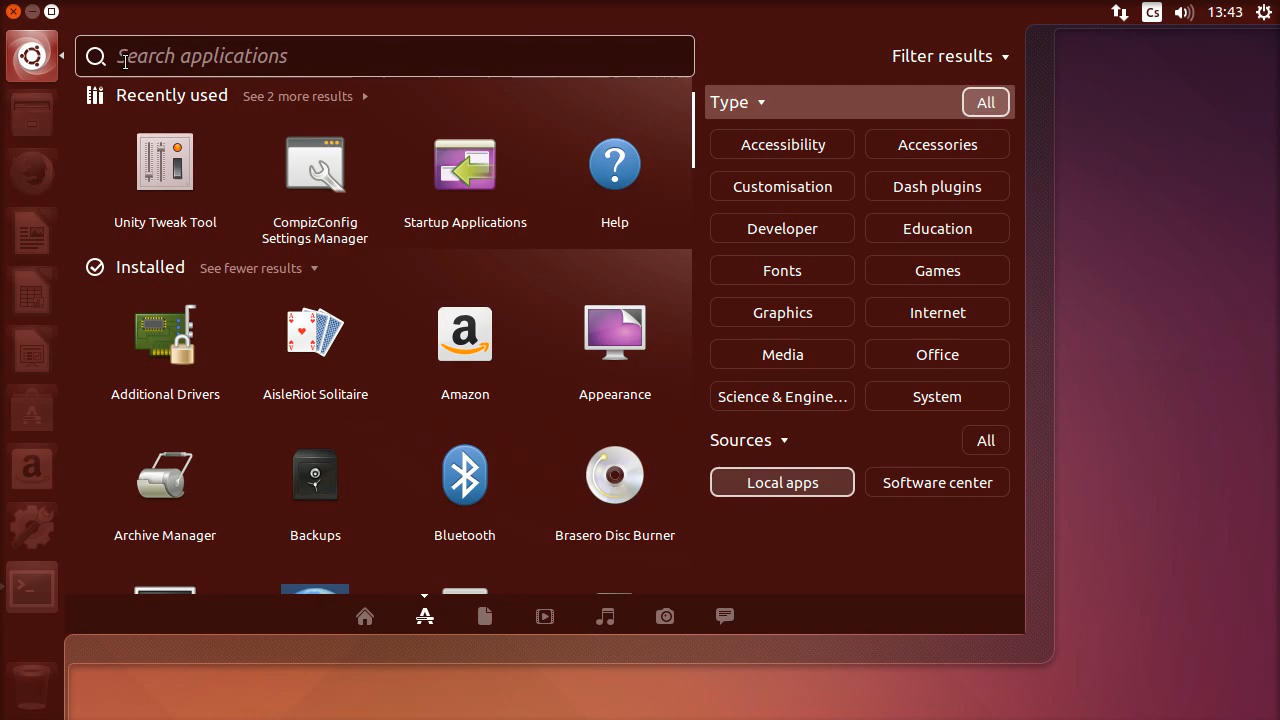 Cs
13:43
Search applications
Filter results
Recently used
See 2 more results
Type
All
Unity Tweak Tool
CompizConfig
Settings Manager
Startup Applications
Help
Accessibility
Accessories
Customisation
Dash plugins
Developer
Education
Installed
See fewer results
Fonts
Games
Graphics
Internet
Media
Office
Science & Engine...
System
Additional Drivers
AisleRiot Solitaire
Amazon
Appearance
Sources
All
Local apps
Software center
Archive Manager
Backups
Bluetooth
Brasero Disc Burner